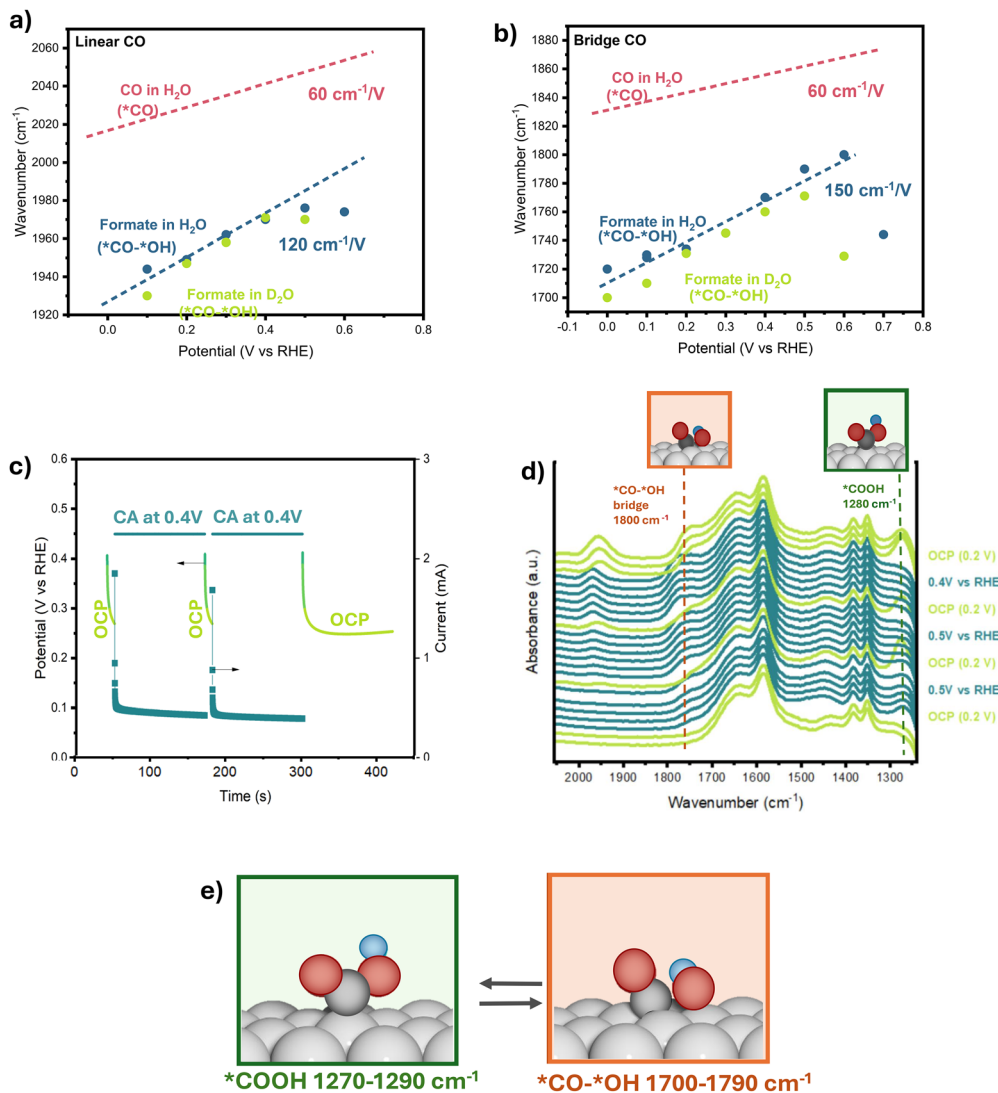 a)
Linear CO
2060
2040
2020
2000
1980
1960
1940
1920
Wavenumber (cm⁻¹)
CO in H₂O
(*CO)
60 cm⁻¹/V
Formate in H₂O
(*CO-*OH)
120 cm⁻¹/V
Formate in D₂O
(*CO-*OH)
0.0 0.2 0.4 0.6 0.8
Potential (V vs RHE)
b)
Bridge CO
1880
1860
1840
1820
1800
1780
1760
1740
1720
1700
Wavenumber (cm⁻¹)
CO in H₂O
(*CO)
60 cm⁻¹/V
Formate in H₂O
(*CO-*OH)
150 cm⁻¹/V
Formate in D₂O
(*CO-*OH)
-0.1 0.0 0.1 0.2 0.3 0.4 0.5 0.6 0.7 0.8
Potential (V vs RHE)
c)
0.6
0.5
0.4
0.3
0.2
0.1
0.0
Potential (V vs RHE)
CA at 0.4V CA at 0.4V
OCP
OCP
OCP
3
2
1
0
Current (mA)
0 100 200 300 400
Time (s)
d)
*CO-*OH
bridge
1800 cm⁻¹
*COOH
1280 cm⁻¹
Absorbance (a.u.)
OCP (0.2 V)
0.4V vs RHE
OCP (0.2 V)
0.5V vs RHE
OCP (0.2 V)
0.5V vs RHE
OCP (0.2 V)
2000 1900 1800 1700 1600 1500 1400 1300
Wavenumber (cm⁻¹)
e)
*COOH 1270-1290 cm⁻¹
*CO-*OH 1700-1790 cm⁻¹